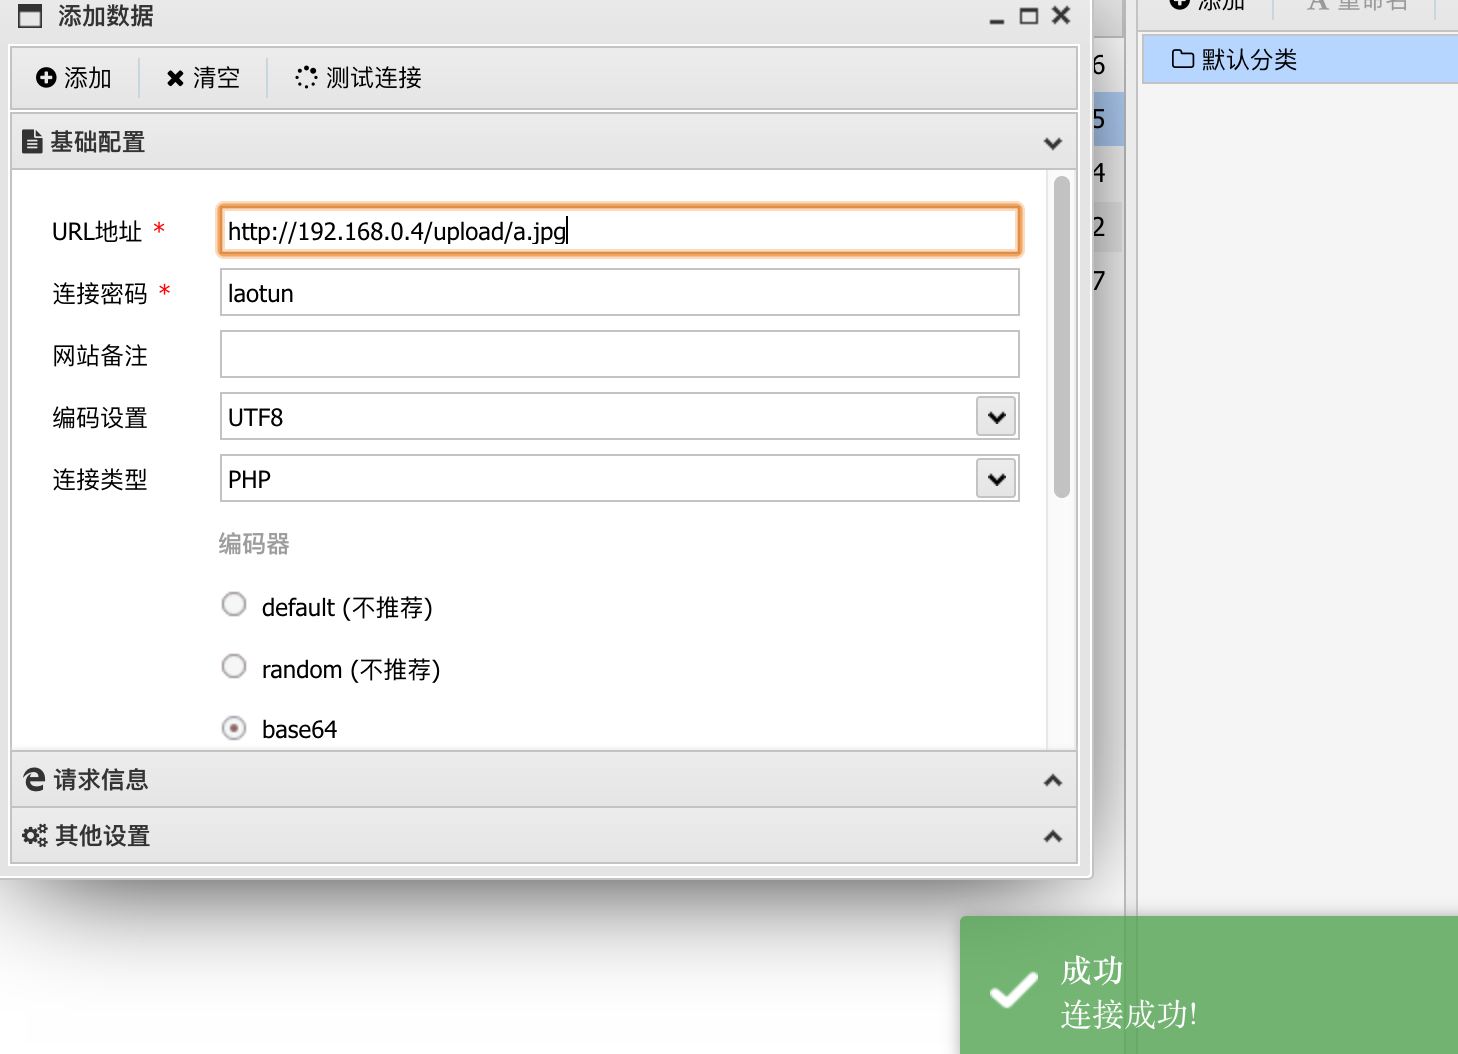 添加数据
添加 清空 测试连接
基础配置
URL地址 * http://192.168.0.4/upload/a.jpg
连接密码 * laotun
网站备注
编码设置 UTF8
连接类型 PHP
编码器
default (不推荐)
random (不推荐)
base64
请求信息
其他设置
6
5
4
2
7
添加 重命名
默认分类
成功
连接成功!